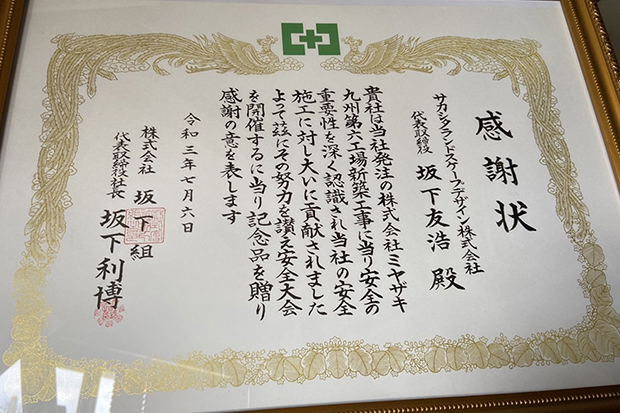 感謝状
サカシタランドスケープデザイン株式会社
代表取締役 坂下友浩 殿
貴社は当社発注の株式会社ミヤザキ
九州第六工場新築工事に当り安全の
重要性を深く認識され当社の安全
施工に対し大いに貢献されました
よって茲にその努力を讃え安全大会
を開催するに当り記念品を贈り
感謝の意を表します
令和三年七月六日
株式会社 坂下組
代表取締役社長 坂下利博